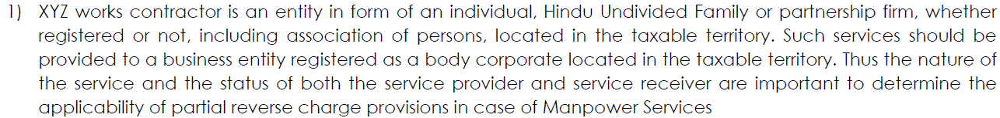 1) XYZ works contractor is an entity in form of an individual, Hindu Undivided Family or partnership firm, whether
registered or not, including association of persons, located in the taxable territory. Such services should be
provided to a business entity registered as a body corporate located in the taxable territory. Thus the nature of
the service and the status of both the service provider and service receiver are important to determine the
applicability of partial reverse charge provisions in case of Manpower Services